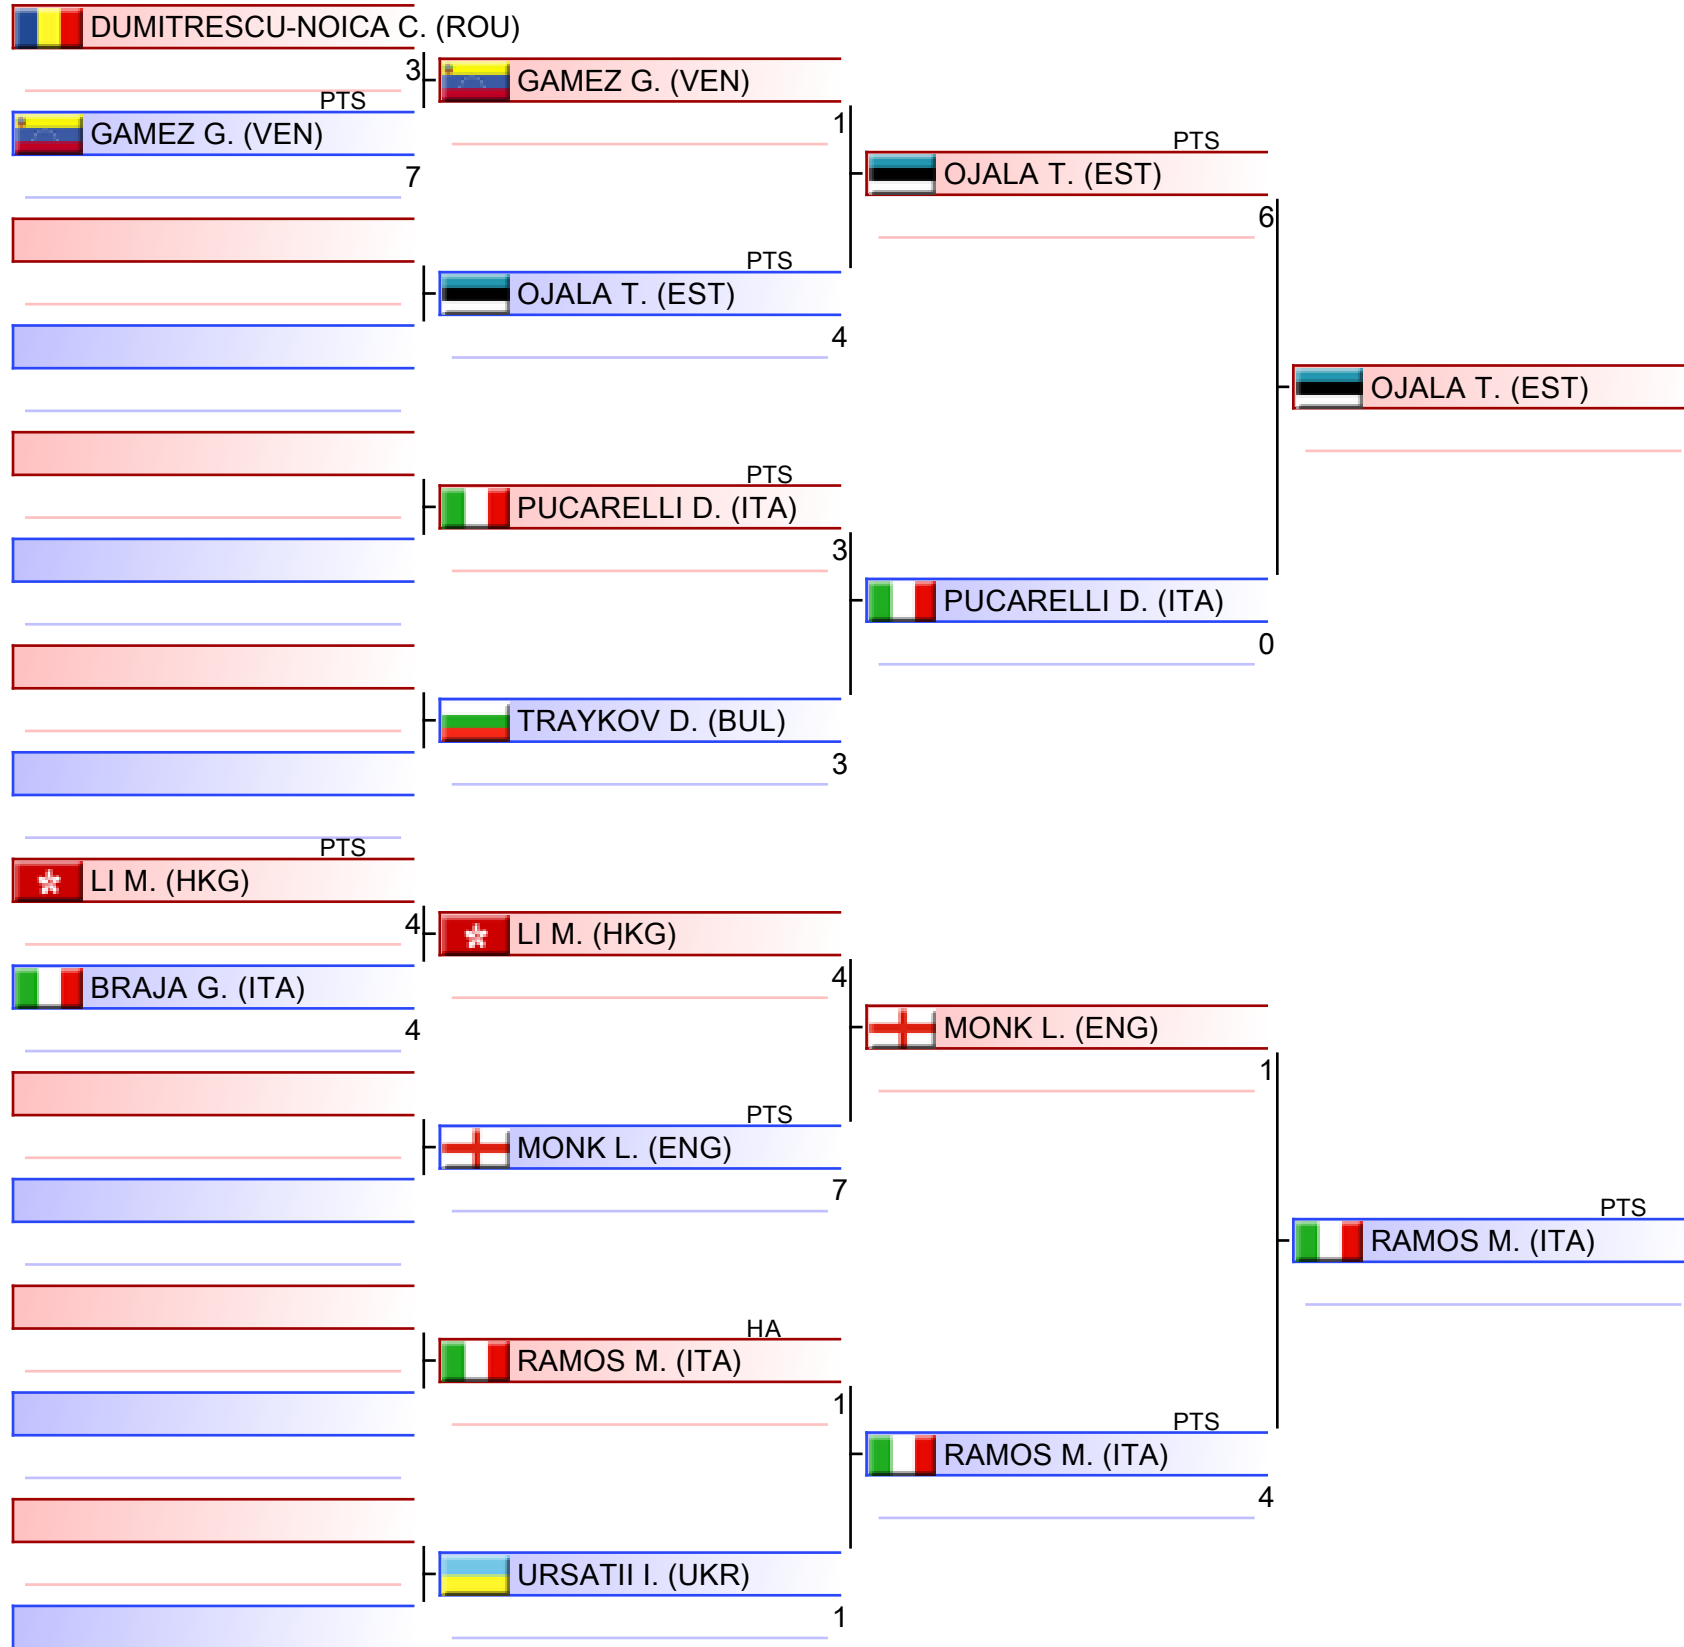 DUMITRESCU-NOICA C. (ROU)
3
GAMEZ G. (VEN)
PTS
GAMEZ G. (VEN)
1
PTS
OJALA T. (EST)
7
6
PTS
OJALA T. (EST)
4
OJALA T. (EST)
PTS
PUCARELLI D. (ITA)
3
PUCARELLI D. (ITA)
0
TRAYKOV D. (BUL)
3
PTS
LI M. (HKG)
4
LI M. (HKG)
BRAJA G. (ITA)
4
4
MONK L. (ENG)
1
PTS
MONK L. (ENG)
7
PTS
RAMOS M. (ITA)
HA
RAMOS M. (ITA)
1
PTS
RAMOS M. (ITA)
4
URSATII I. (UKR)
1